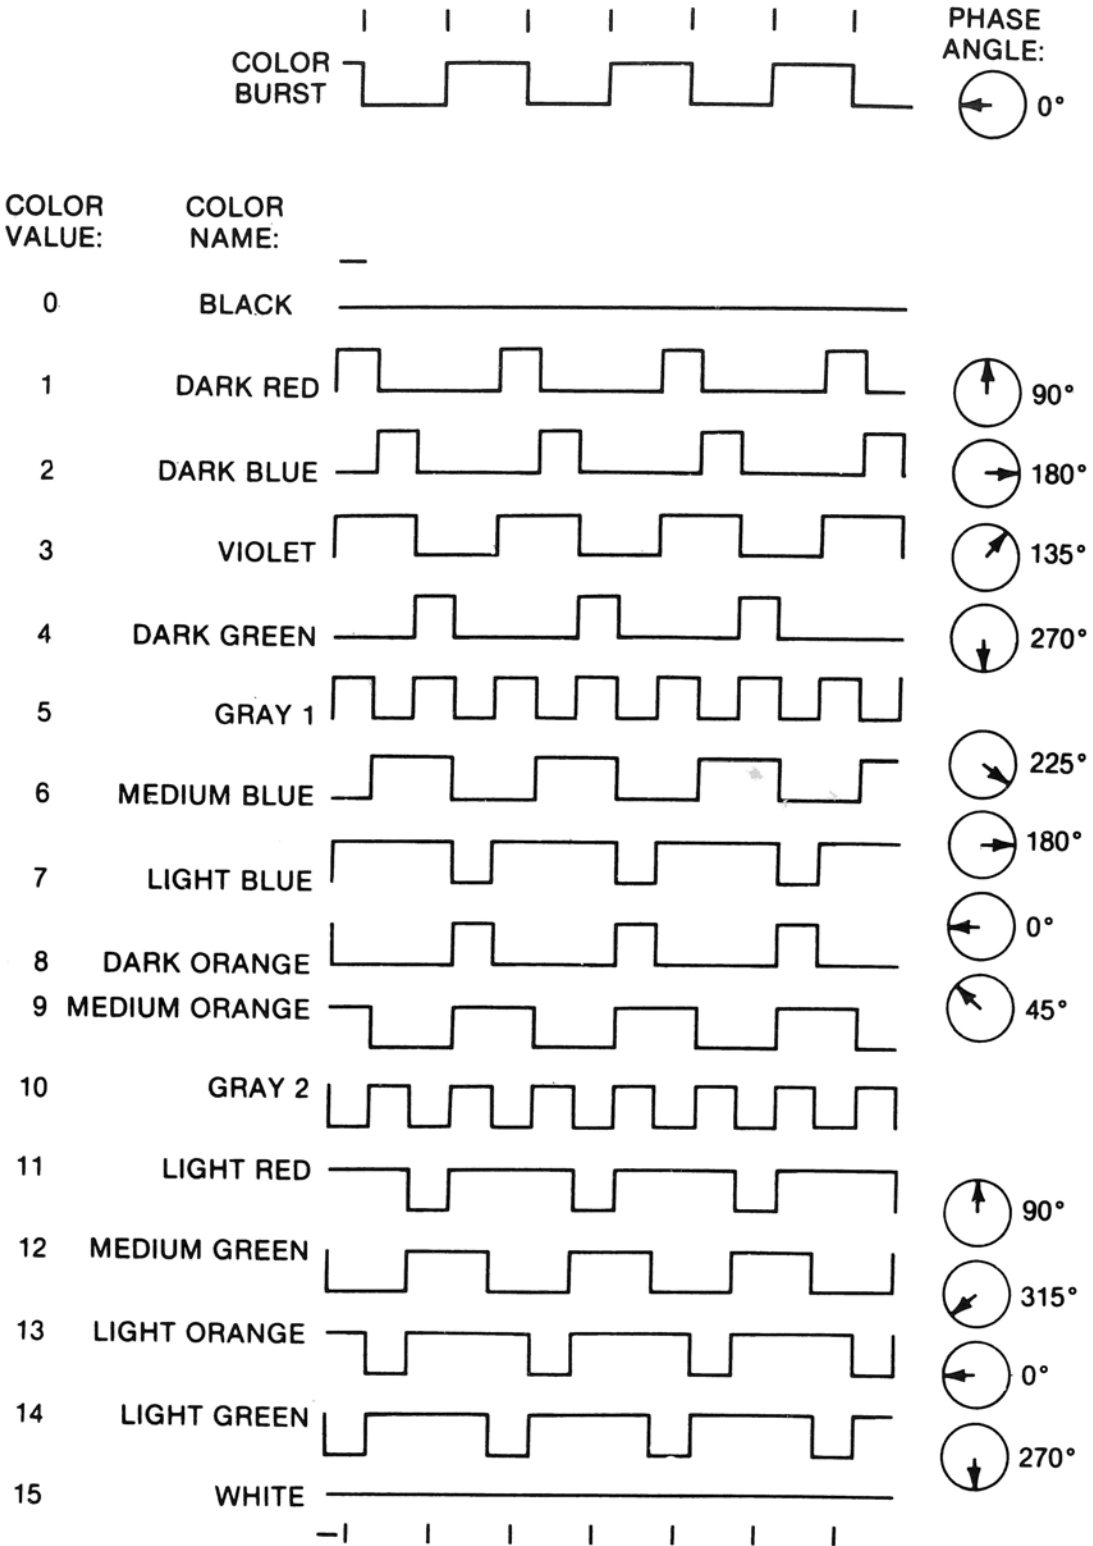 PHASE
ANGLE:
COLOR
BURST
0°
COLOR
VALUE:
COLOR
NAME:
0 BLACK
1 DARK RED 90°
2 DARK BLUE 180°
3 VIOLET 135°
4 DARK GREEN 270°
5 GRAY 1
6 MEDIUM BLUE 225°
7 LIGHT BLUE 180°
8 DARK ORANGE 0°
9 MEDIUM ORANGE 45°
10 GRAY 2
11 LIGHT RED 90°
12 MEDIUM GREEN 315°
13 LIGHT ORANGE 0°
14 LIGHT GREEN 270°
15 WHITE